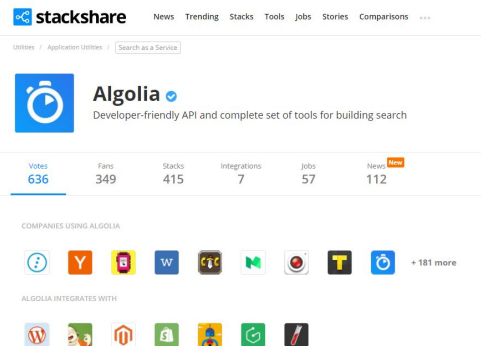 stackshare News Trending Stacks Tools Jobs Stories Comparisons
Utilities / Application Utilities / Search as a Service
Algolia
Developer-friendly API and complete set of tools for building search
Votes Fans Stacks Integrations Jobs News New
636 349 415 7 57 112
COMPANIES USING ALGOLIA
Y W T + 181 more
ALGOLIA INTEGRATES WITH